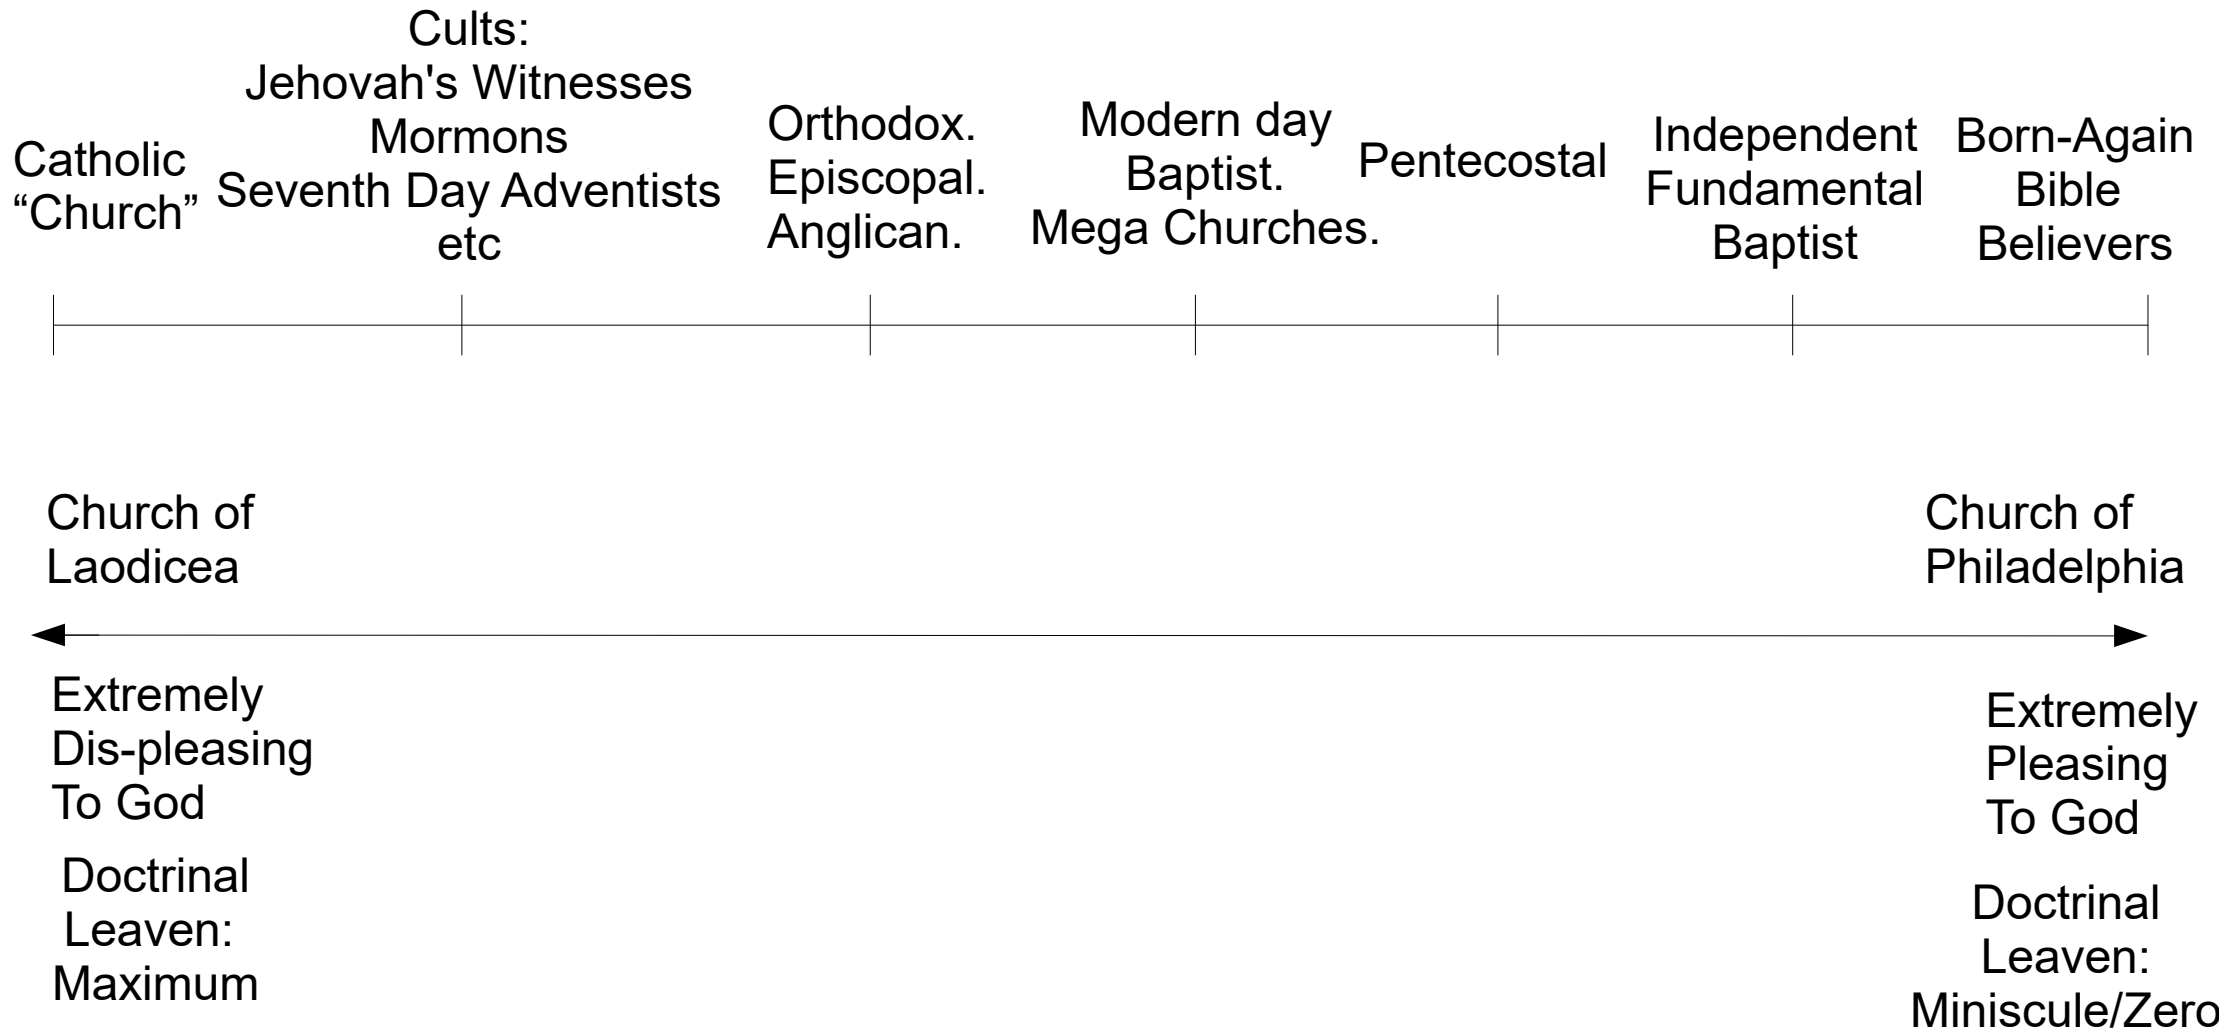 Catholic
“Church”
Cults:
Jehovah's Witnesses
Mormons
Seventh Day Adventists
etc
Orthodox.
Episcopal.
Anglican.
Modern day
Baptist.
Mega Churches.
Pentecostal
Independent
Fundamental
Baptist
Born-Again
Bible
Believers
Church of
Laodicea
Church of
Philadelphia
Extremely
Dis-pleasing
To God
Extremely
Pleasing
To God
Doctrinal
Leaven:
Maximum
Doctrinal
Leaven:
Miniscule/Zero